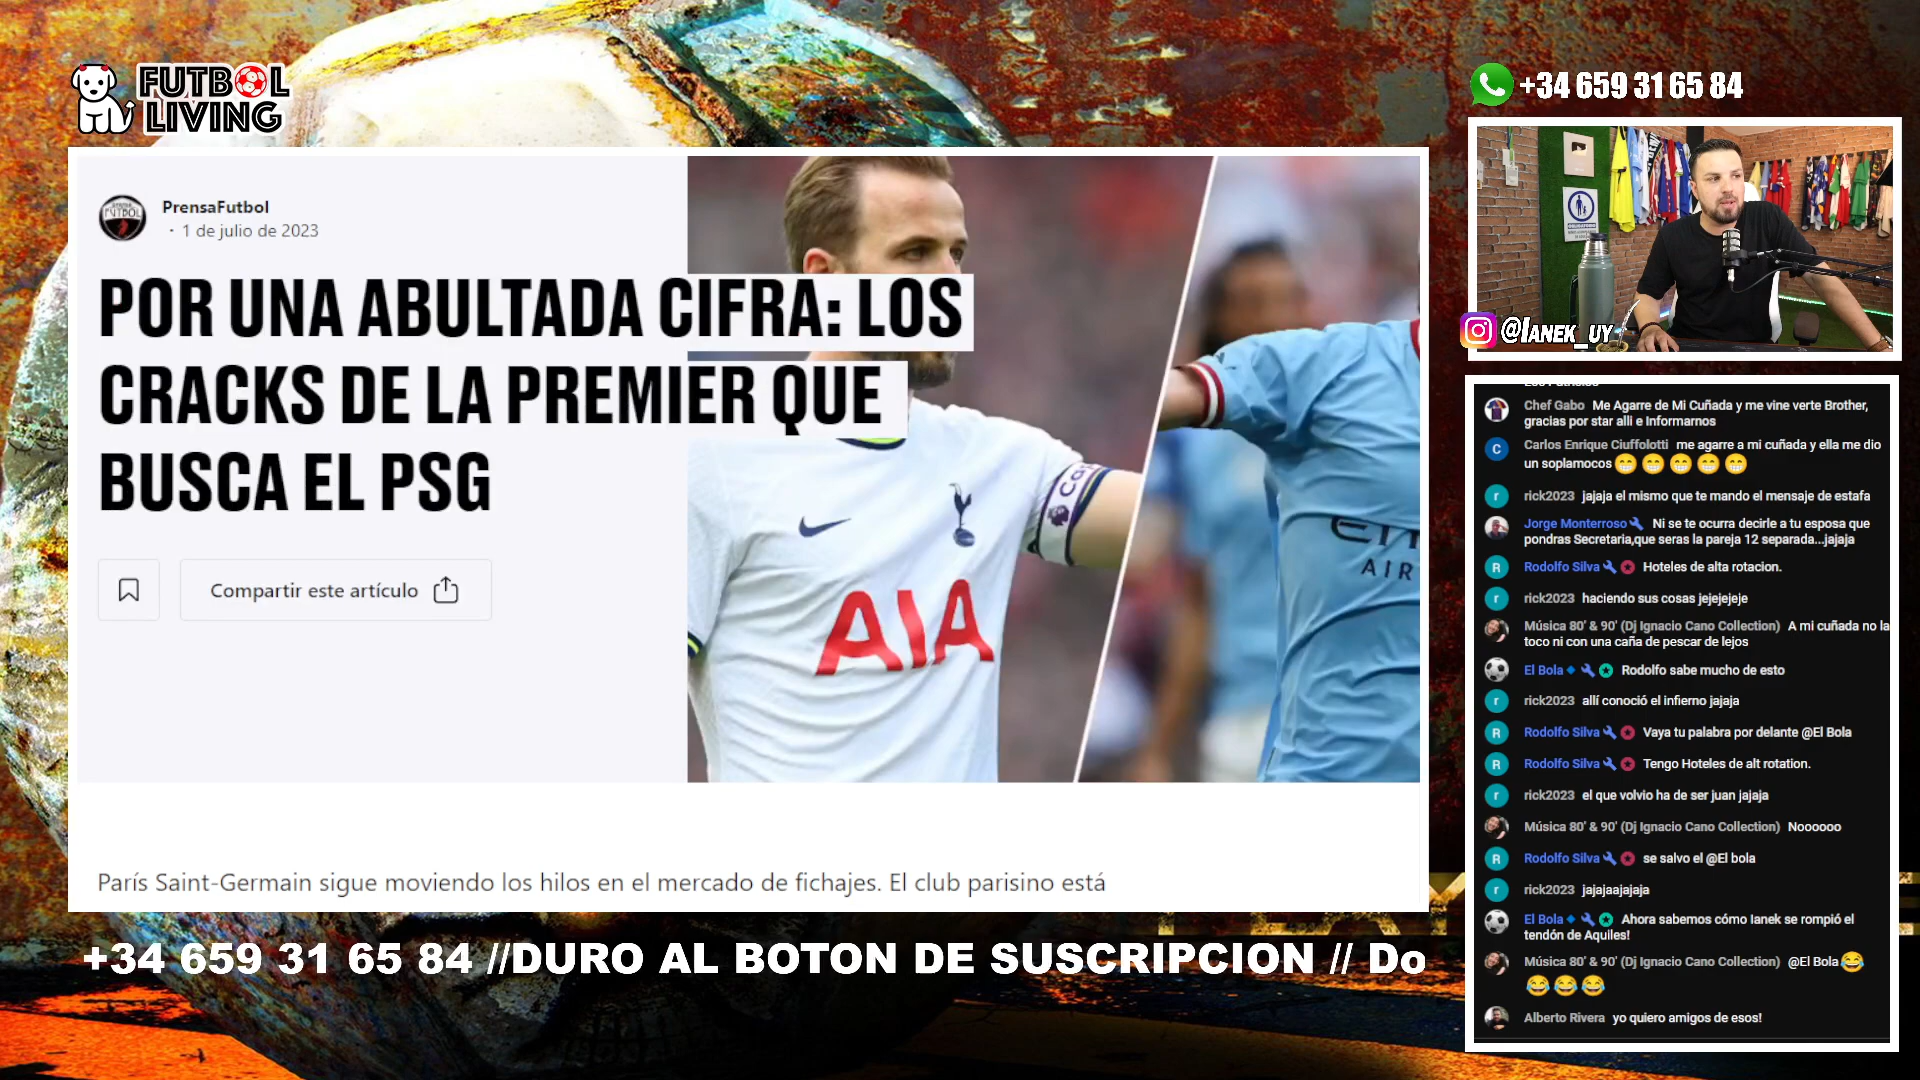 FUTBOL
LIVING
+34 659 31 65 84
PrensaFutbol
· 1 de julio de 2023
POR UNA ABULTADA CIFRA: LOS
CRACKS DE LA PREMIER QUE
BUSCA EL PSG
Compartir este artículo
AIA
AIR
París Saint-Germain sigue moviendo los hilos en el mercado de fichajes. El club parisino está
+34 659 31 65 84 //DURO AL BOTON DE SUSCRIPCION // Do
@IANEK_UY
Chef Gabo Me Agarre de Mi Cuñada y me vine verte Brother,
gracias por star alli e Informarnos
Carlos Enrique Ciuffolotti me agarre a mi cuñada y ella me dio
un soplamocos 😁 😁 😁 😁 😁
rick2023 jajaja el mismo que te mando el mensaje de estafa
Jorge Monterroso Ni se te ocurra decirle a tu esposa que
pondras Secretaria,que seras la pareja 12 separada...jajaja
Rodolfo Silva Hoteles de alta rotacion.
rick2023 haciendo sus cosas jejejejeje
Música 80' & 90' (Dj Ignacio Cano Collection) A mi cuñada no la
toco ni con una caña de pescar de lejos
El Bola Rodolfo sabe mucho de esto
rick2023 allí conoció el infierno jajaja
Rodolfo Silva Vaya tu palabra por delante @El Bola
Rodolfo Silva Tengo Hoteles de alt rotation.
rick2023 el que volvio ha de ser juan jajaja
Música 80' & 90' (Dj Ignacio Cano Collection) Noooooo
Rodolfo Silva se salvo el @El bola
rick2023 jajajaajajaja
El Bola Ahora sabemos cómo Ianek se rompió el
tendón de Aquiles!
Música 80' & 90' (Dj Ignacio Cano Collection) @El Bola 😂
😂 😂 😂
Alberto Rivera yo quiero amigos de esos!